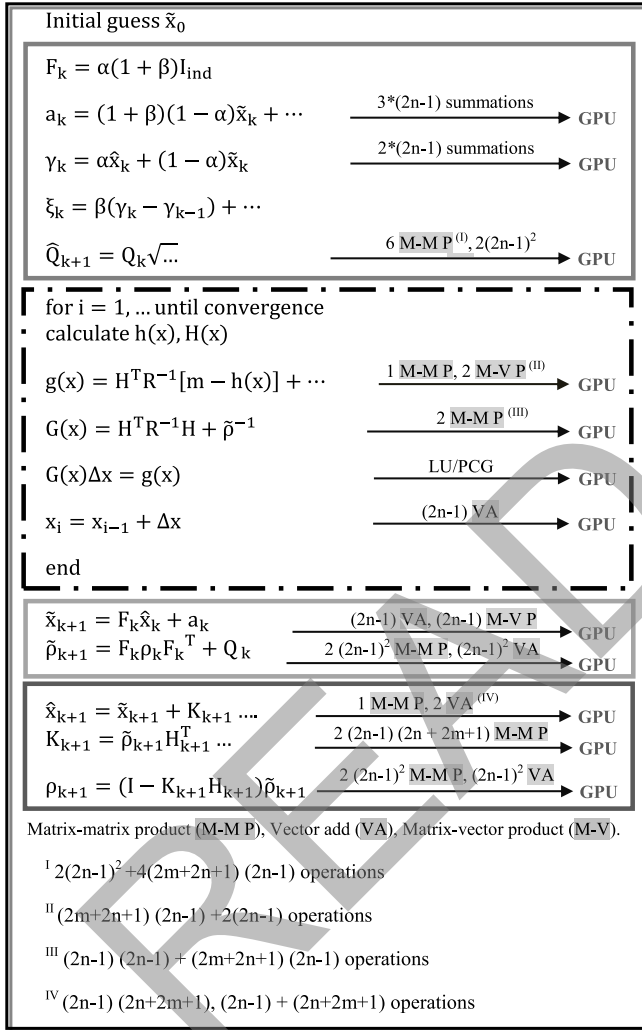 Initial guess x̃₀
Fₖ = α(1 + β)I_ind
aₖ = (1 + β)(1 − α)x̃ₖ + ⋯ 3*(2n-1) summations GPU
γₖ = αx̂ₖ + (1 − α)x̃ₖ 2*(2n-1) summations GPU
ξₖ = β(γₖ − γₖ₋₁) + ⋯
Q̂ₖ₊₁ = Qₖ√... 6 M-M P ⁽ᴵ⁾, 2(2n-1)² GPU
for i = 1, ... until convergence
calculate h(x), H(x)
g(x) = HᵀR⁻¹[m − h(x)] + ⋯ 1 M-M P, 2 M-V P ⁽ᴵᴵ⁾ GPU
G(x) = HᵀR⁻¹H + ρ̃⁻¹ 2 M-M P ⁽ᴵᴵᴵ⁾ GPU
G(x)Δx = g(x) LU/PCG GPU
xᵢ = xᵢ₋₁ + Δx (2n-1) VA GPU
end
x̃ₖ₊₁ = Fₖx̂ₖ + aₖ (2n-1) VA, (2n-1) M-V P GPU
ρ̃ₖ₊₁ = FₖρₖFₖᵀ + Qₖ 2 (2n-1)² M-M P, (2n-1)² VA GPU
x̂ₖ₊₁ = x̃ₖ₊₁ + Kₖ₊₁ .... 1 M-M P, 2 VA ⁽ᴵⱽ⁾ GPU
Kₖ₊₁ = ρ̃ₖ₊₁Hᵀₖ₊₁ ... 2 (2n-1) (2n + 2m+1) M-M P GPU
ρₖ₊₁ = (I − Kₖ₊₁Hₖ₊₁)ρ̃ₖ₊₁ 2 (2n-1)² M-M P, (2n-1)² VA GPU
Matrix-matrix product (M-M P), Vector add (VA), Matrix-vector product (M-V).
ᴵ 2(2n-1)² +4(2m+2n+1) (2n-1) operations
ᴵᴵ (2m+2n+1) (2n-1) +2(2n-1) operations
ᴵᴵᴵ (2n-1) (2n-1) + (2m+2n+1) (2n-1) operations
ᴵⱽ (2n-1) (2n+2m+1), (2n-1) + (2n+2m+1) operations
READ